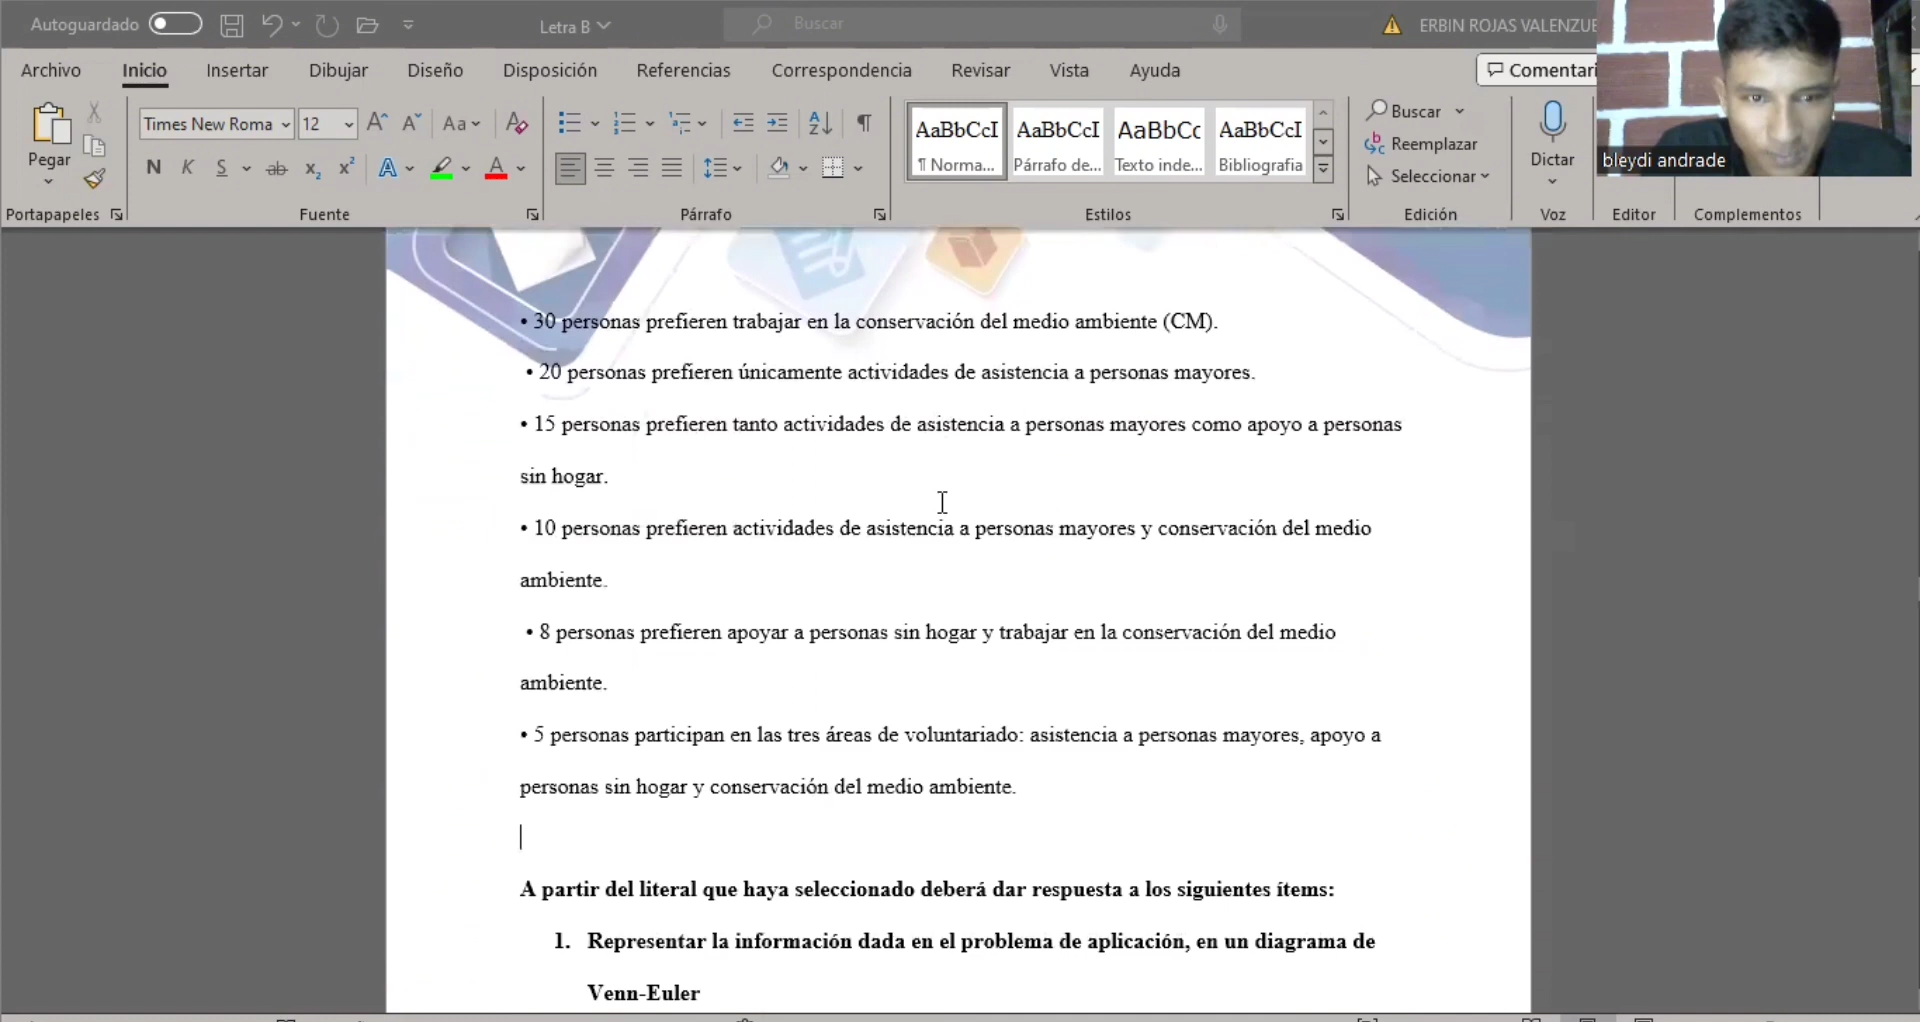 Autoguardado
Letra B
Buscar
ERBIN ROJAS VALENZUE
Archivo
Inicio
Insertar
Dibujar
Diseño
Disposición
Referencias
Correspondencia
Revisar
Vista
Ayuda
Comentari
Pegar
Times New Roma
12
Aa
N
K
S
ab
x₂
x²
A
A
AaBbCcI
AaBbCcI
AaBbCc
AaBbCcI
¶ Norma...
Párrafo de...
Texto inde...
Bibliografia
Buscar
Reemplazar
Seleccionar
Dictar
bleydi andrade
Portapapeles
Fuente
Párrafo
Estilos
Edición
Voz
Editor
Complementos
• 30 personas prefieren trabajar en la conservación del medio ambiente (CM).
• 20 personas prefieren únicamente actividades de asistencia a personas mayores.
• 15 personas prefieren tanto actividades de asistencia a personas mayores como apoyo a personas
sin hogar.
• 10 personas prefieren actividades de asistencia a personas mayores y conservación del medio
ambiente.
• 8 personas prefieren apoyar a personas sin hogar y trabajar en la conservación del medio
ambiente.
• 5 personas participan en las tres áreas de voluntariado: asistencia a personas mayores, apoyo a
personas sin hogar y conservación del medio ambiente.
A partir del literal que haya seleccionado deberá dar respuesta a los siguientes ítems:
1. Representar la información dada en el problema de aplicación, en un diagrama de
Venn-Euler